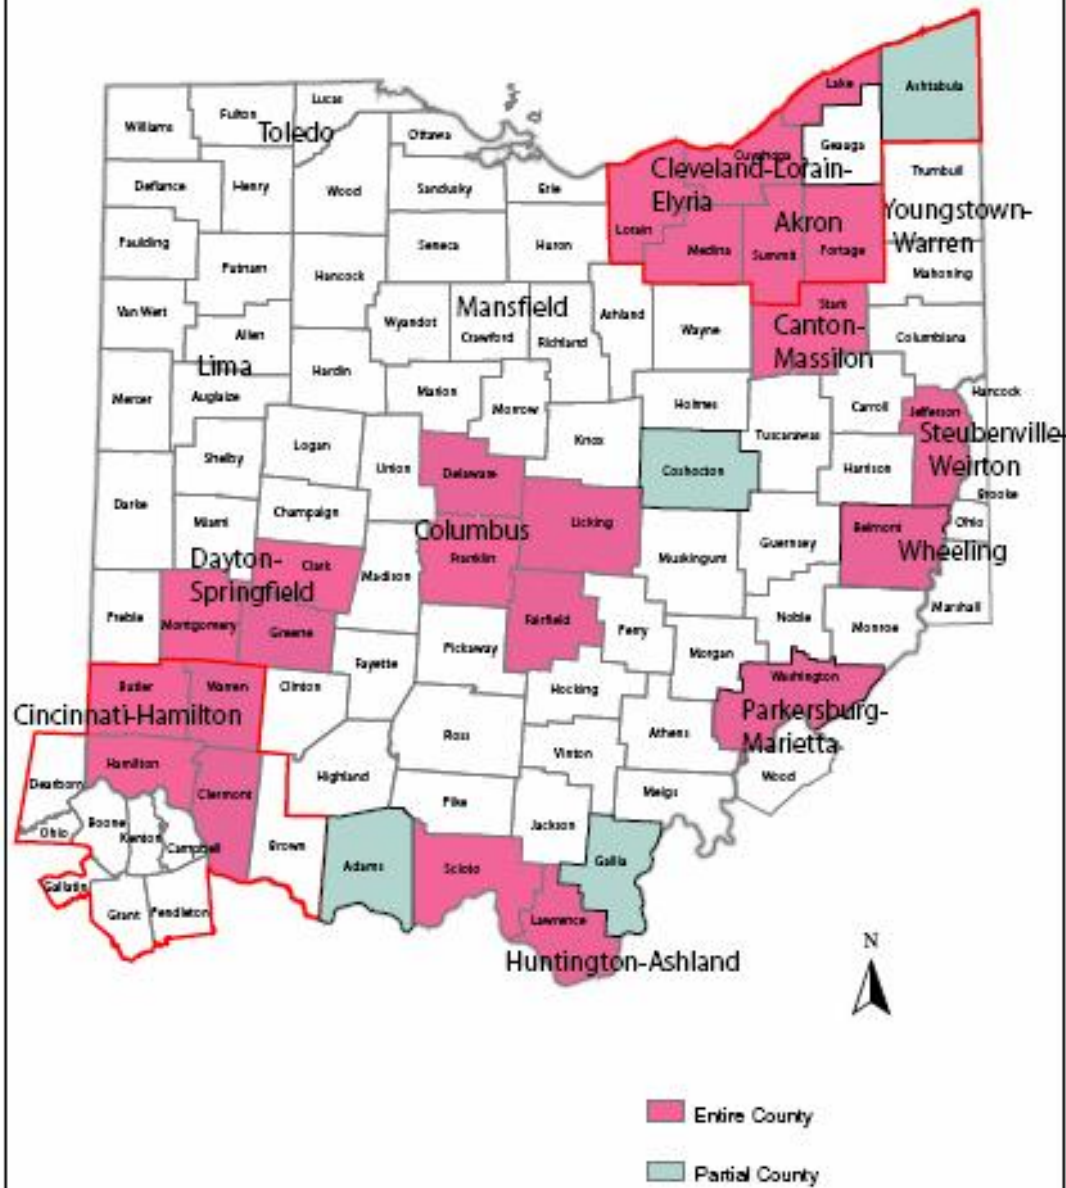 Lake
Ashtabula
Williams
Fulton
Lucas
Toledo
Ottawa
Geauga
Cuyahoga
Cleveland-Lorain-
Elyria
Defiance
Henry
Wood
Sandusky
Erie
Trumbull
Youngstown-
Warren
Lorain
Medina
Akron
Summit
Portage
Paulding
Putnam
Hancock
Seneca
Huron
Mahoning
Van Wert
Allen
Lima
Wyandot
Mansfield
Crawford
Richland
Ashland
Wayne
Stark
Canton-
Massilon
Columbiana
Mercer
Auglaize
Hardin
Marion
Morrow
Holmes
Carroll
Hancock
Jefferson
Steubenville-
Weirton
Brooke
Shelby
Logan
Union
Delaware
Knox
Coshocton
Tuscarawas
Harrison
Darke
Miami
Champaign
Columbus
Franklin
Licking
Muskingum
Guernsey
Belmont
Ohio
Wheeling
Marshall
Dayton-
Springfield
Clark
Madison
Preble
Montgomery
Greene
Fayette
Pickaway
Fairfield
Perry
Morgan
Noble
Monroe
Butler
Warren
Clinton
Cincinnati-Hamilton
Hocking
Washington
Parkersburg-
Marietta
Wood
Dearborn
Hamilton
Clermont
Highland
Ross
Vinton
Athens
Meigs
Ohio
Boone
Kenton
Campbell
Brown
Pike
Jackson
Gallia
Adams
Scioto
Lawrence
Gallatin
Grant
Pendleton
Huntington-Ashland
N
Entire County
Partial County